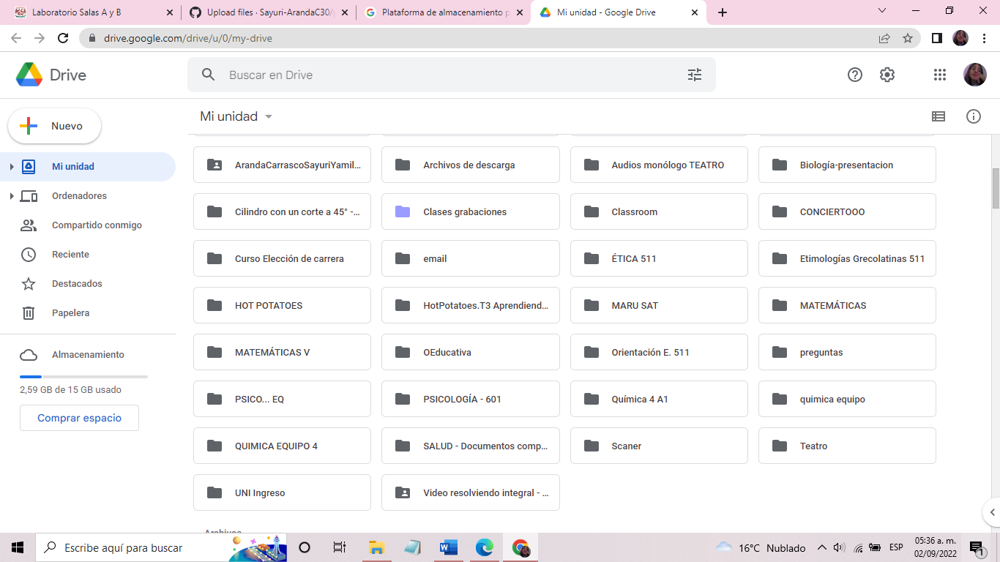 Laboratorio Salas A y B
Upload files · Sayuri-ArandaC30/p
Plataforma de almacenamiento p
Mi unidad - Google Drive
drive.google.com/drive/u/0/my-drive
Drive
Buscar en Drive
Nuevo
Mi unidad
Mi unidad
Ordenadores
Compartido conmigo
Reciente
Destacados
Papelera
Almacenamiento
2,59 GB de 15 GB usado
Comprar espacio
ArandaCarrascoSayuriYamil...
Archivos de descarga
Audios monólogo TEATRO
Biología-presentacion
Cilindro con un corte a 45° -...
Clases grabaciones
Classroom
CONCIERTOOO
Curso Elección de carrera
email
ÉTICA 511
Etimologías Grecolatinas 511
HOT POTATOES
HotPotatoes.T3 Aprendiend...
MARU SAT
MATEMÁTICAS
MATEMÁTICAS V
OEducativa
Orientación E. 511
preguntas
PSICO... EQ
PSICOLOGÍA - 601
Química 4 A1
quimica equipo
QUIMICA EQUIPO 4
SALUD - Documentos comp...
Scaner
Teatro
UNI Ingreso
Video resolviendo integral - ...
Archivos
Escribe aquí para buscar
16°C Nublado
ESP
05:36 a. m.
02/09/2022
1